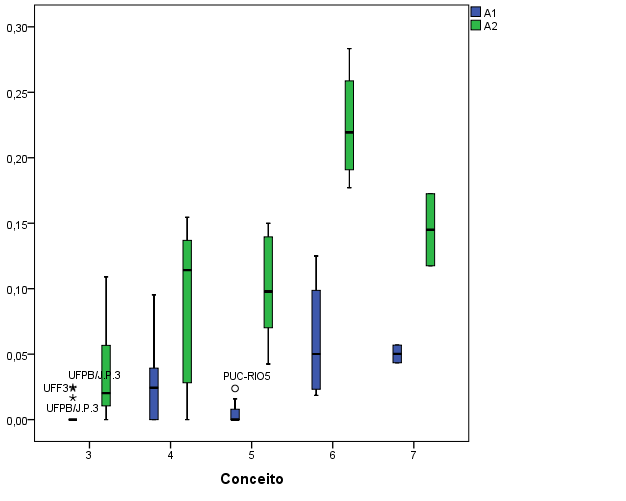 A1
A2
0,30
0,25
0,20
0,15
0,10
0,05
0,00
UFPB/J.P.3
UFF3
UFPB/J.P.3
PUC-RIO5
3 4 5 6 7
Conceito